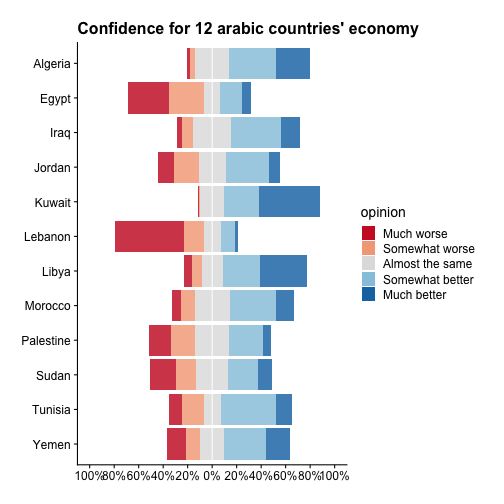 Confidence for 12 arabic countries' economy
Algeria
Egypt
Iraq
Jordan
Kuwait
Lebanon
Libya
Morocco
Palestine
Sudan
Tunisia
Yemen
opinion
Much worse
Somewhat worse
Almost the same
Somewhat better
Much better
100%80%60%40%20% 0% 20%40%60%80%100%